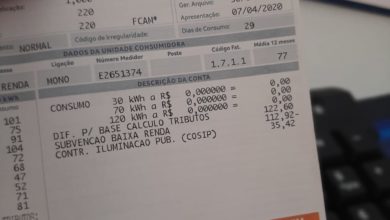 220
220 FCAM*
Código de Irregularidade:
NORMAL
Apresentação: 07/04/2020
Dias de Consumo: 29
DADOS DA UNIDADE CONSUMIDORA
Ligação Número Medidor Poste Código Fat. Média 12 meses
RENDA MONO E2651374 1.7.1.1 77
DESCRIÇÃO DA CONTA
CONSUMO 30 kWh a R$ 0,000000 = 0,00
70 kWh a R$ 0,000000 = 0,00
120 kWh a R$ 0,000000 = 0,00
DIF. P/ BASE CALCULO TRIBUTOS 122,60
SUBVENCAO BAIXA RENDA 112,92-
CONTR. ILUMINACAO PUB. (COSIP) 35,42
101
75
91
104
72
68
47
52
71
81